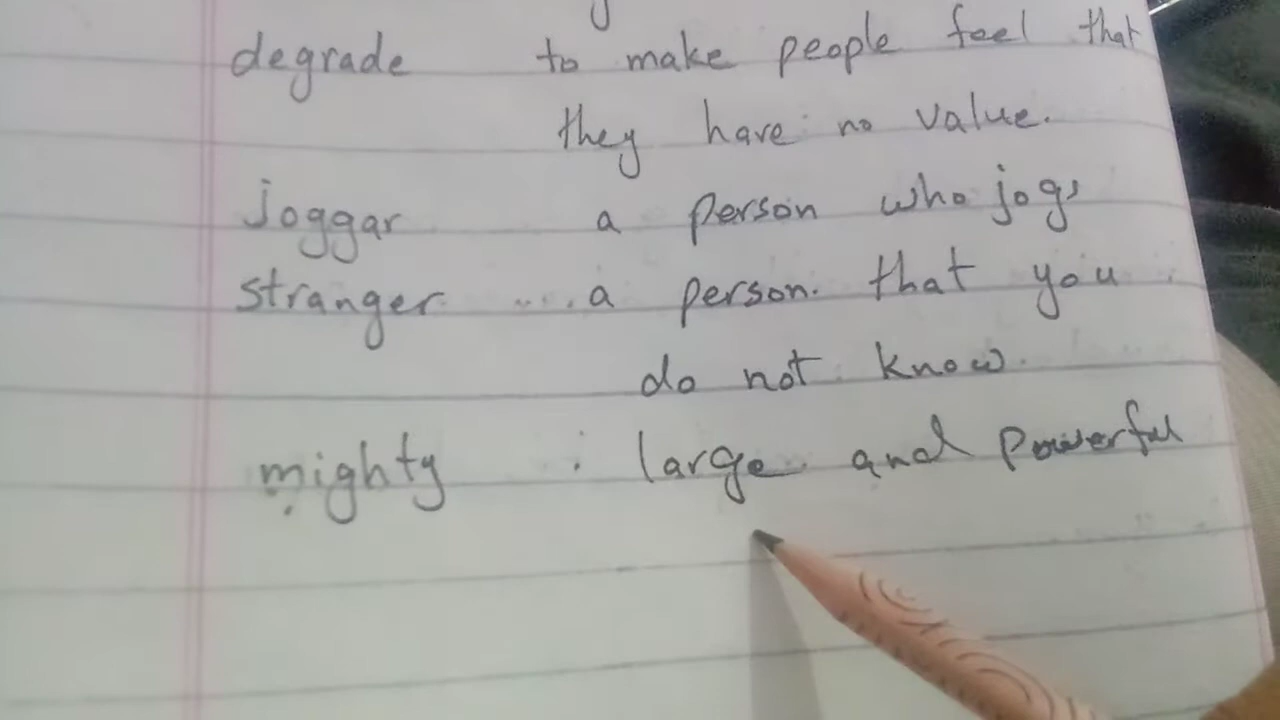 degrade to make people feel that
they have no value.
joggar a person who jogs
stranger ... a person. that you
do not know.
mighty : large and powerful